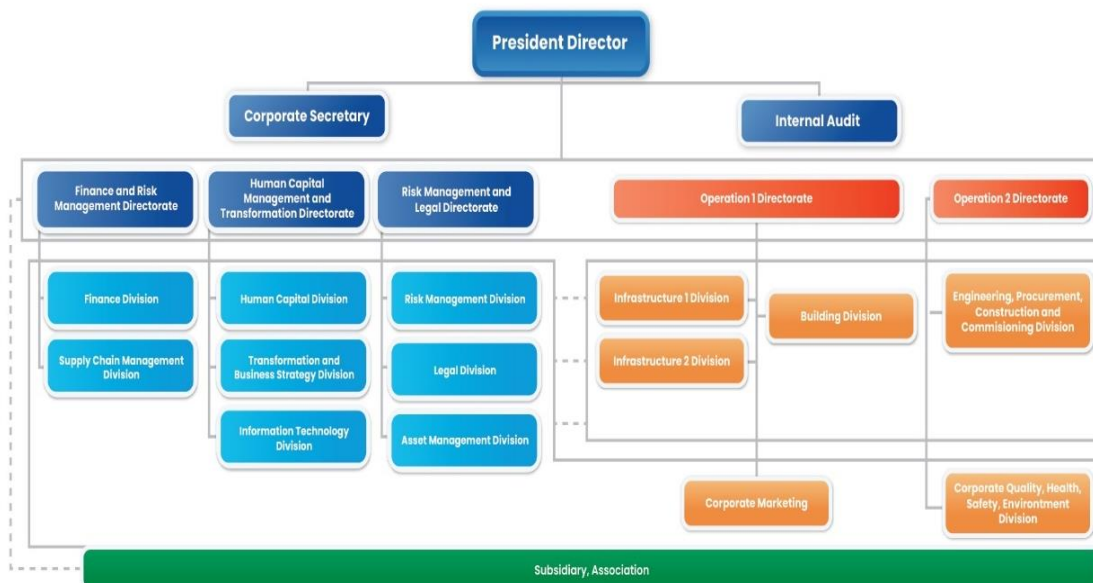 President Director
Corporate Secretary
Internal Audit
Finance and Risk
Management Directorate
Human Capital
Management and
Transformation Directorate
Risk Management and
Legal Directorate
Operation 1 Directorate
Operation 2 Directorate
Finance Division
Human Capital Division
Risk Management Division
Infrastructure 1 Division
Building Division
Engineering, Procurement,
Construction and
Commisioning Division
Supply Chain Management
Division
Transformation and
Business Strategy Division
Legal Division
Infrastructure 2 Division
Information Technology
Division
Asset Management Division
Corporate Marketing
Corporate Quality, Health,
Safety, Environtment
Division
Subsidiary, Association